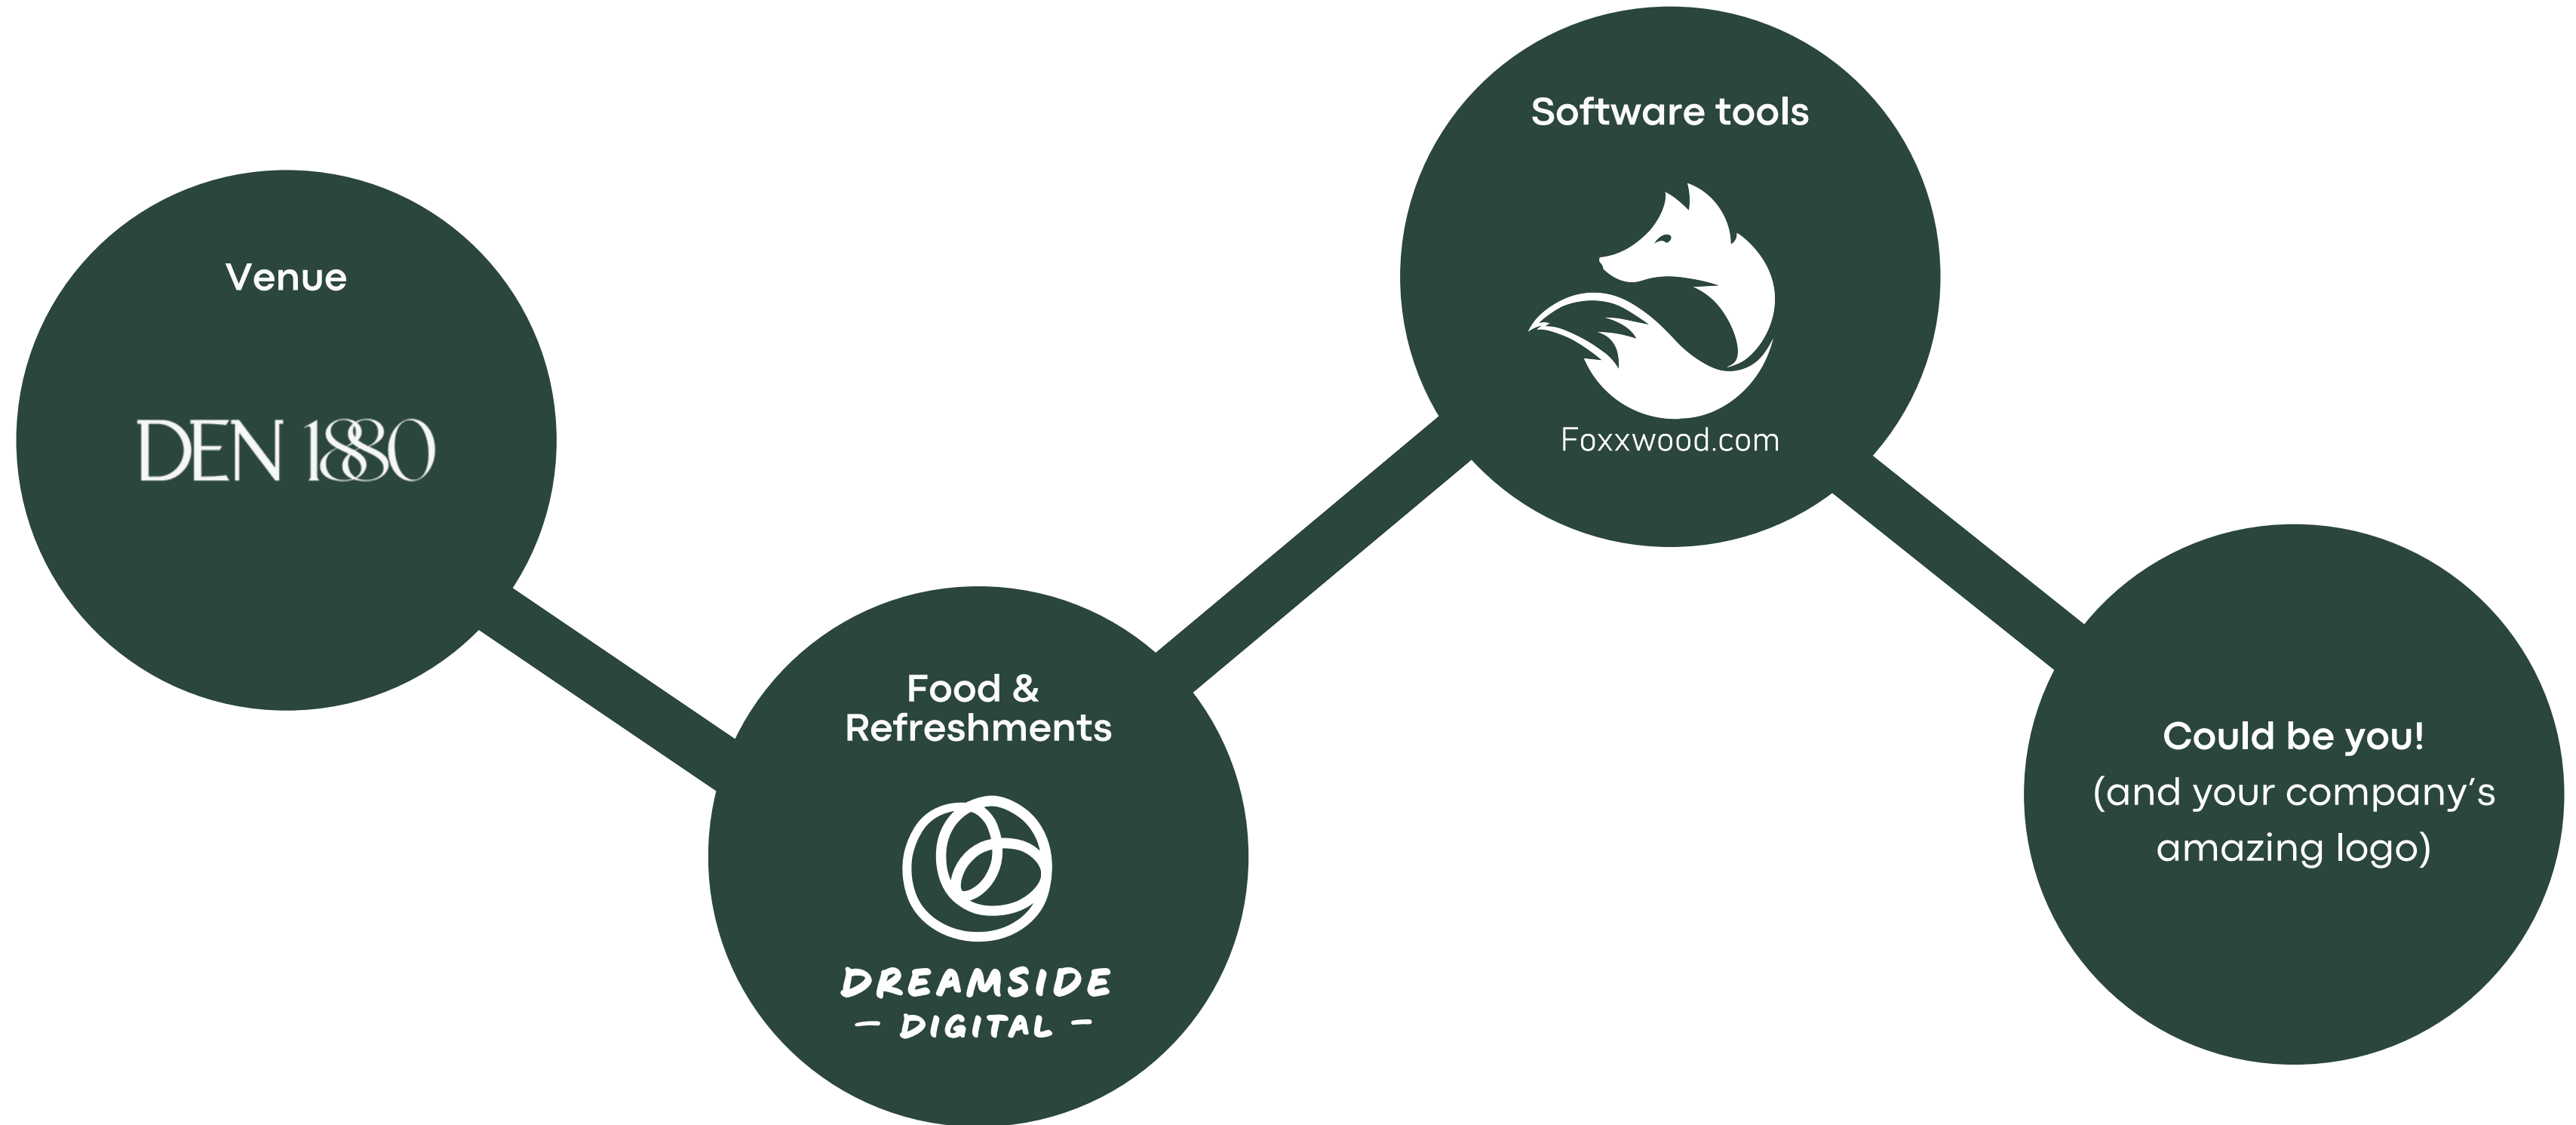 Venue
DEN 1880
Food &
Refreshments
DREAMSIDE
– DIGITAL –
Software tools
Foxxwood.com
Could be you!
(and your company’s
amazing logo)